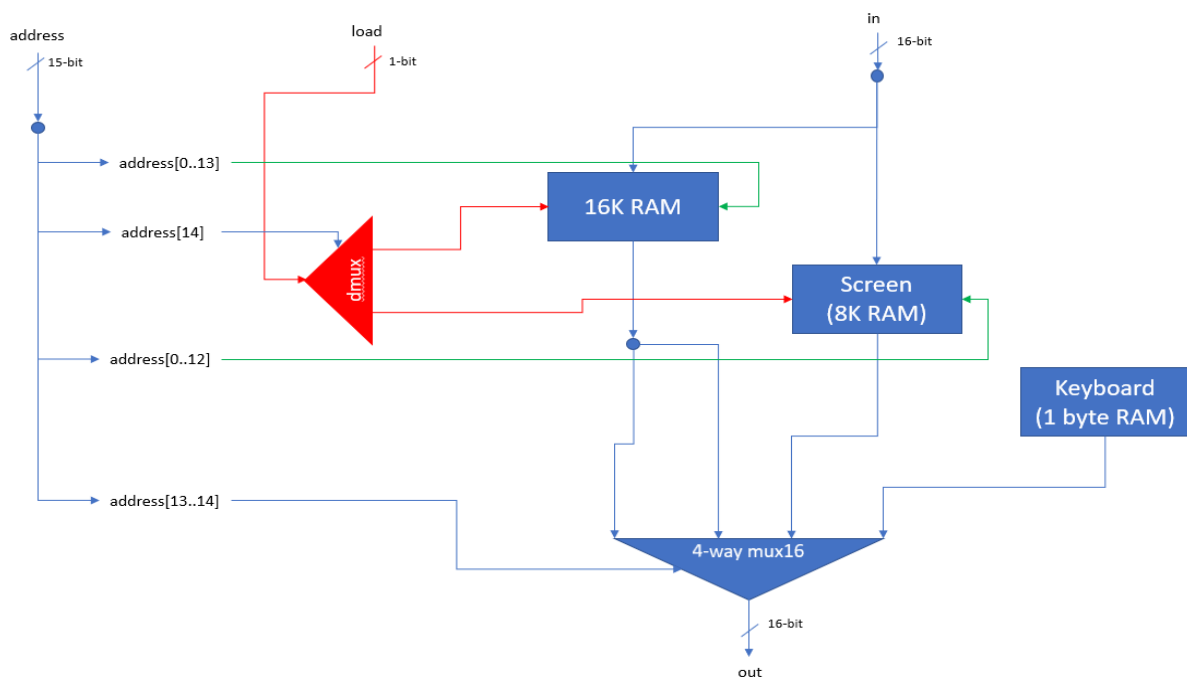 address
load
in
15-bit
1-bit
16-bit
address[0..13]
16K RAM
address[14]
dmux
Screen
(8K RAM)
address[0..12]
Keyboard
(1 byte RAM)
address[13..14]
4-way mux16
16-bit
out